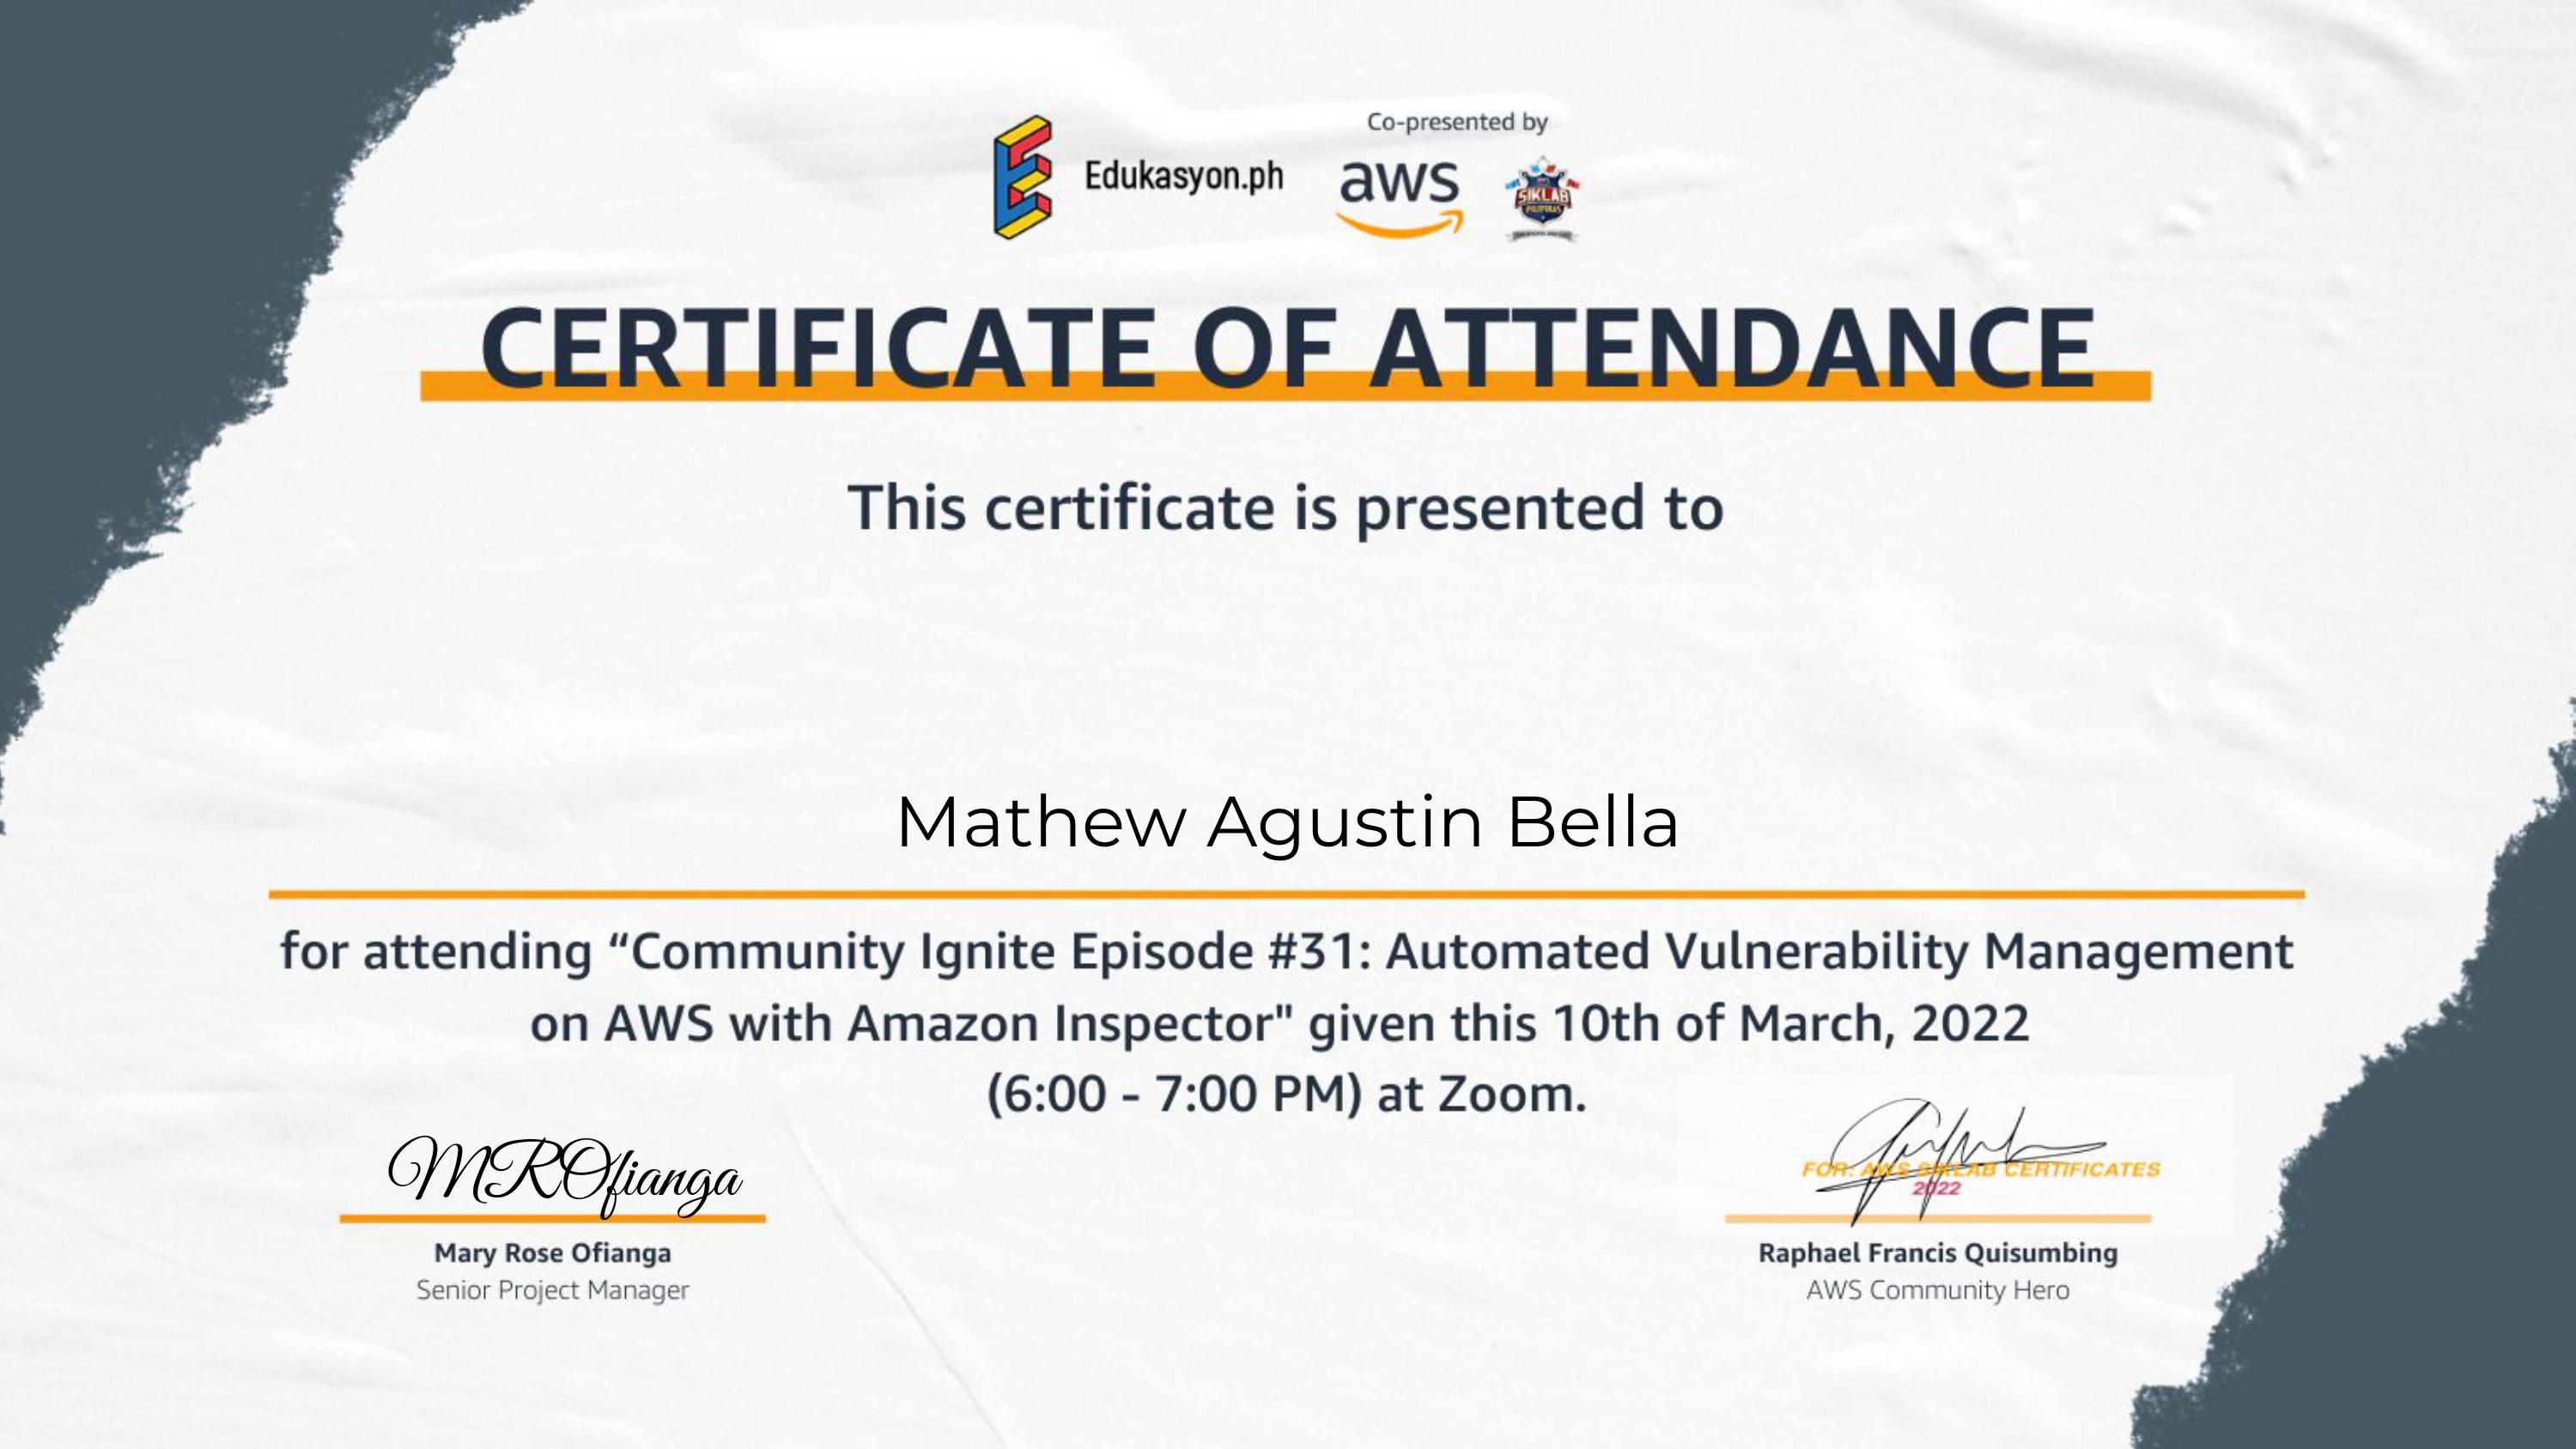 Co-presented by
Edukasyon.ph
aws
SIKLAB
PILIPINAS
CERTIFICATE OF ATTENDANCE
This certificate is presented to
Mathew Agustin Bella
for attending “Community Ignite Episode #31: Automated Vulnerability Management
on AWS with Amazon Inspector" given this 10th of March, 2022
(6:00 - 7:00 PM) at Zoom.
MROfianga
Mary Rose Ofianga
Senior Project Manager
FOR: AWS SIKLAB CERTIFICATES
2022
Raphael Francis Quisumbing
AWS Community Hero